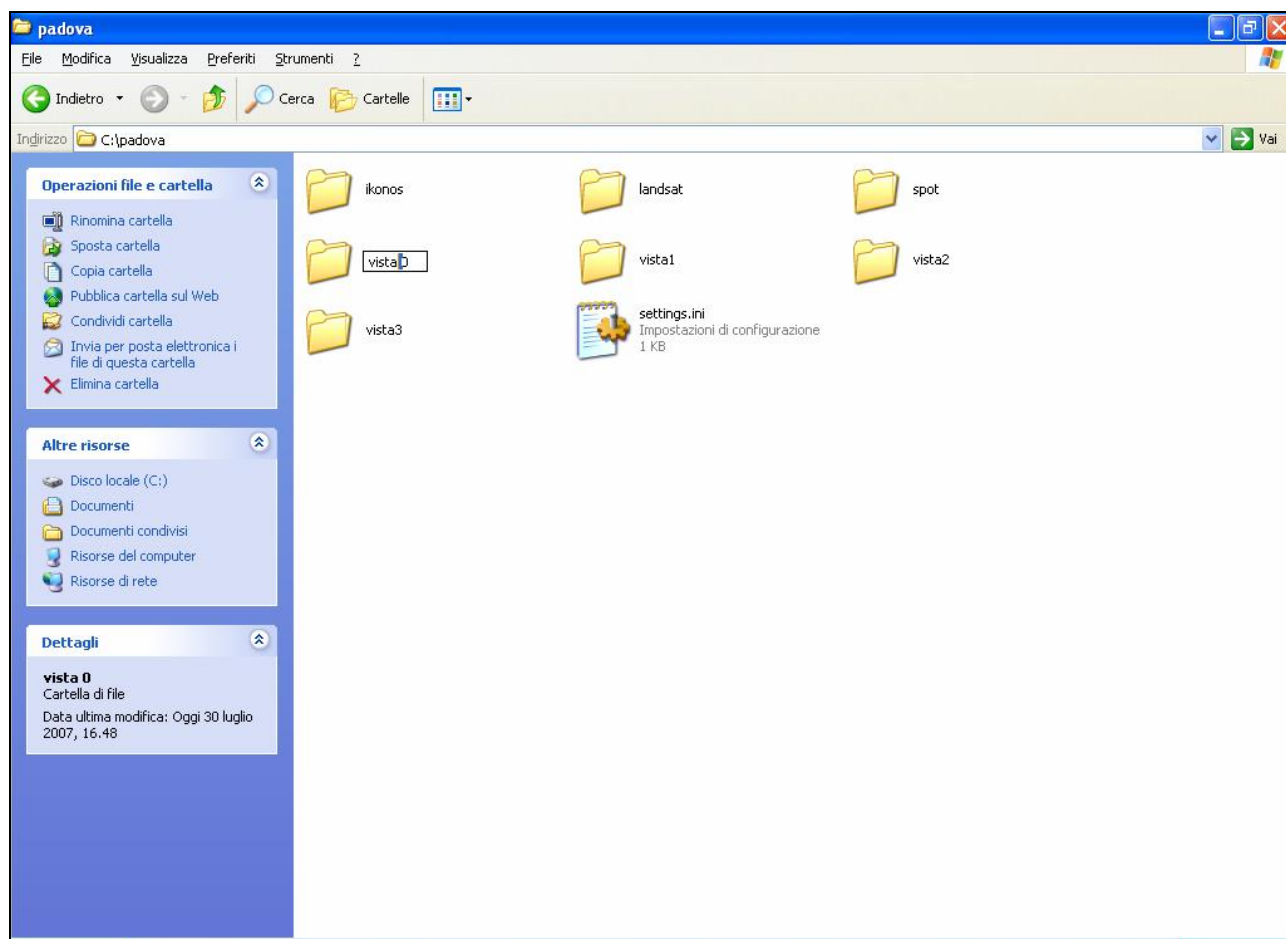 padova
File Modifica Visualizza Preferiti Strumenti ?
Indietro Cerca Cartelle
Indirizzo C:\padova Vai
Operazioni file e cartella
Rinomina cartella
Sposta cartella
Copia cartella
Pubblica cartella sul Web
Condividi cartella
Invia per posta elettronica i
file di questa cartella
Elimina cartella
Altre risorse
Disco locale (C:)
Documenti
Documenti condivisi
Risorse del computer
Risorse di rete
Dettagli
vista 0
Cartella di file
Data ultima modifica: Oggi 30 luglio
2007, 16.48
ikonos landsat spot
vista 0 vista1 vista2
vista3 settings.ini
Impostazioni di configurazione
1 KB